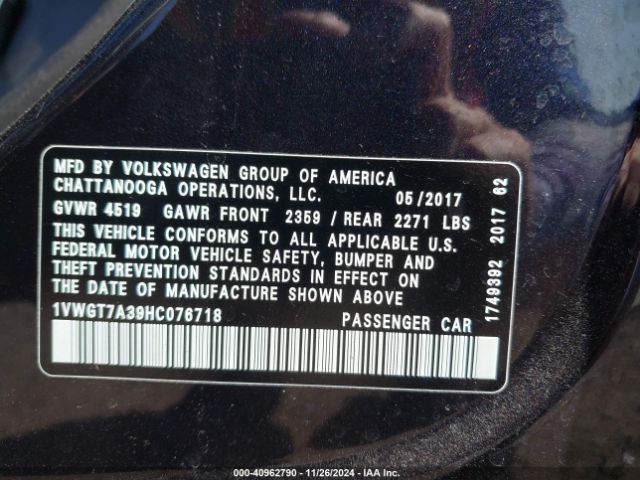 MFD BY VOLKSWAGEN GROUP OF AMERICA
CHATTANOOGA OPERATIONS, LLC. 05/2017
GVWR 4519 GAWR FRONT 2359 / REAR 2271 LBS
THIS VEHICLE CONFORMS TO ALL APPLICABLE U.S.
FEDERAL MOTOR VEHICLE SAFETY, BUMPER AND
THEFT PREVENTION STANDARDS IN EFFECT ON
THE DATE OF MANUFACTURE SHOWN ABOVE
1VWGT7A39HC076718 PASSENGER CAR
1749392 2017 62
000-40962790 - 11/26/2024 - IAA Inc.